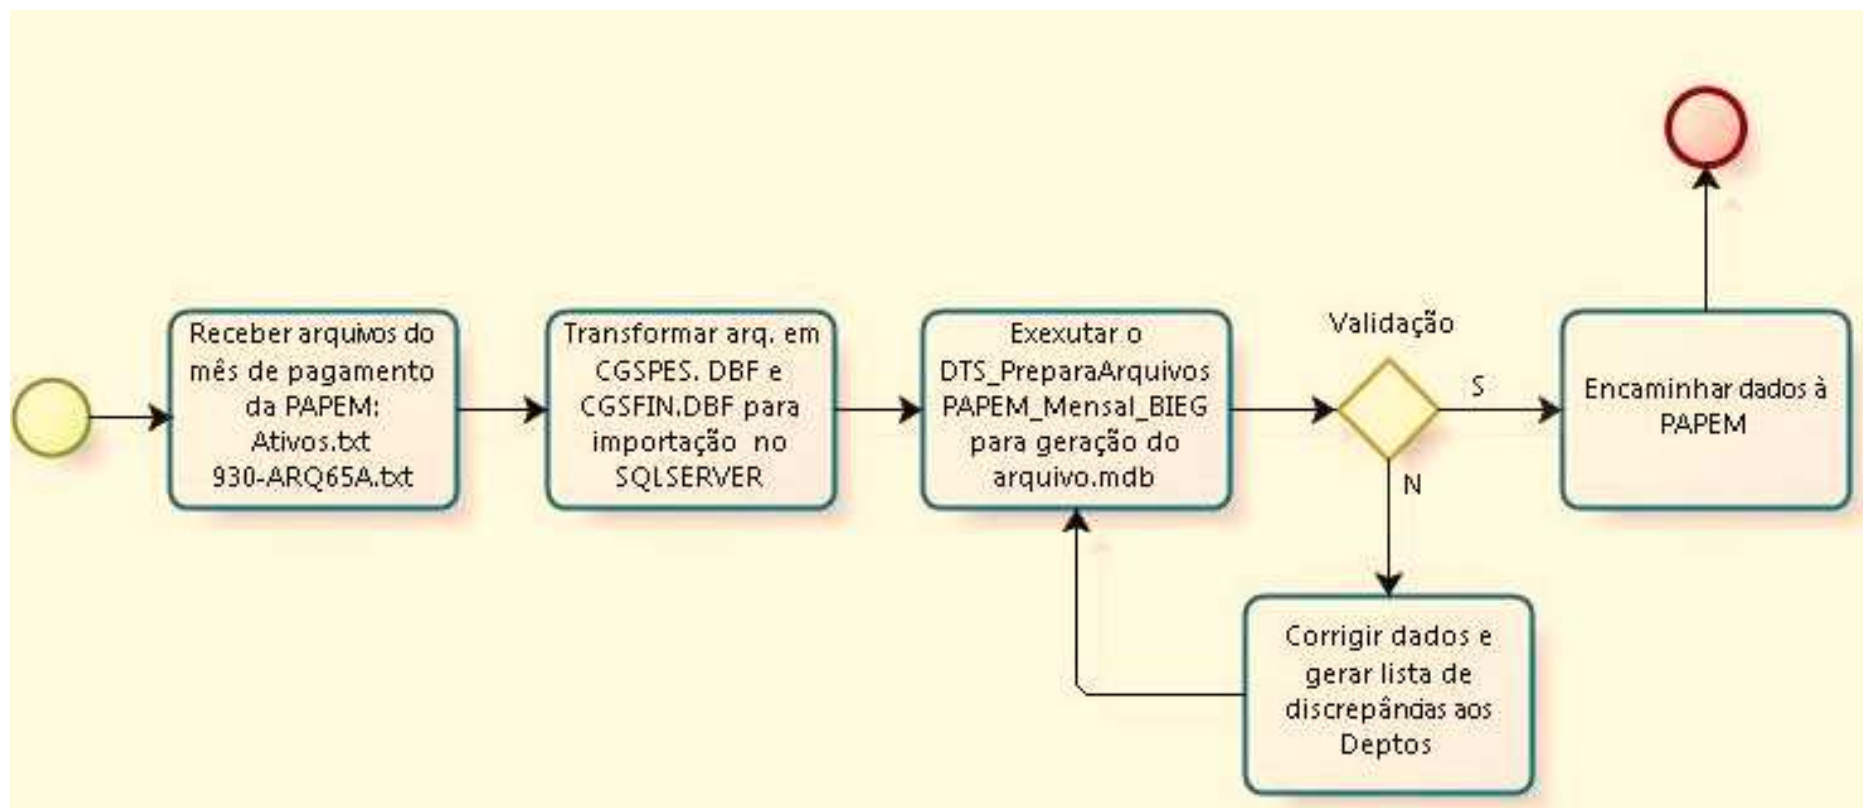 Receber arquivos do
mês de pagamento
da PAPEM:
Ativos.txt
930-ARQ65A.txt
Transformar arq. em
CGSPES. DBF e
CGSFIN.DBF para
importação no
SQLSERVER
Exexutar o
DTS_PreparaArquivos
PAPEM_Mensal_BIEG
para geração do
arquivo.mdb
Validação
S
N
Encaminhar dados à
PAPEM
Corrigir dados e
gerar lista de
discrepâncias aos
Deptos